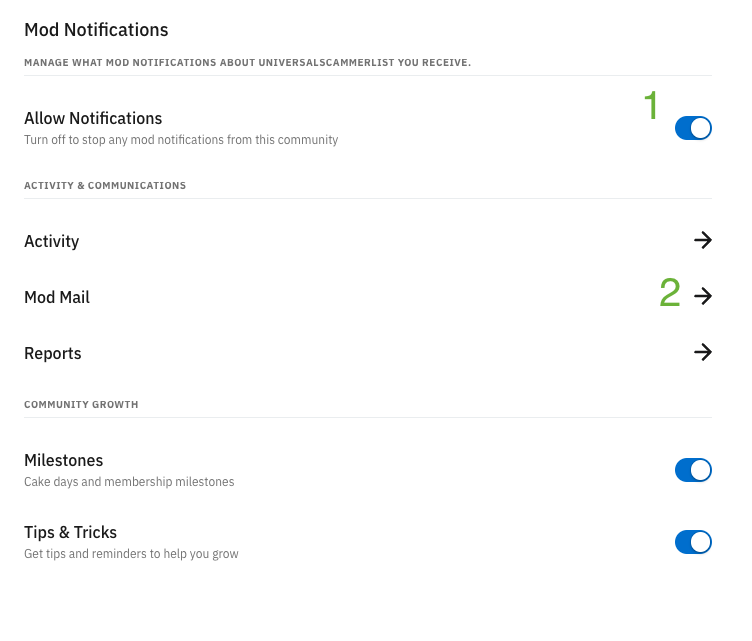 Mod Notifications
MANAGE WHAT MOD NOTIFICATIONS ABOUT UNIVERSALSCAMMERLIST YOU RECEIVE.
1
Allow Notifications
Turn off to stop any mod notifications from this community
ACTIVITY & COMMUNICATIONS
Activity
Mod Mail 2
Reports
COMMUNITY GROWTH
Milestones
Cake days and membership milestones
Tips & Tricks
Get tips and reminders to help you grow